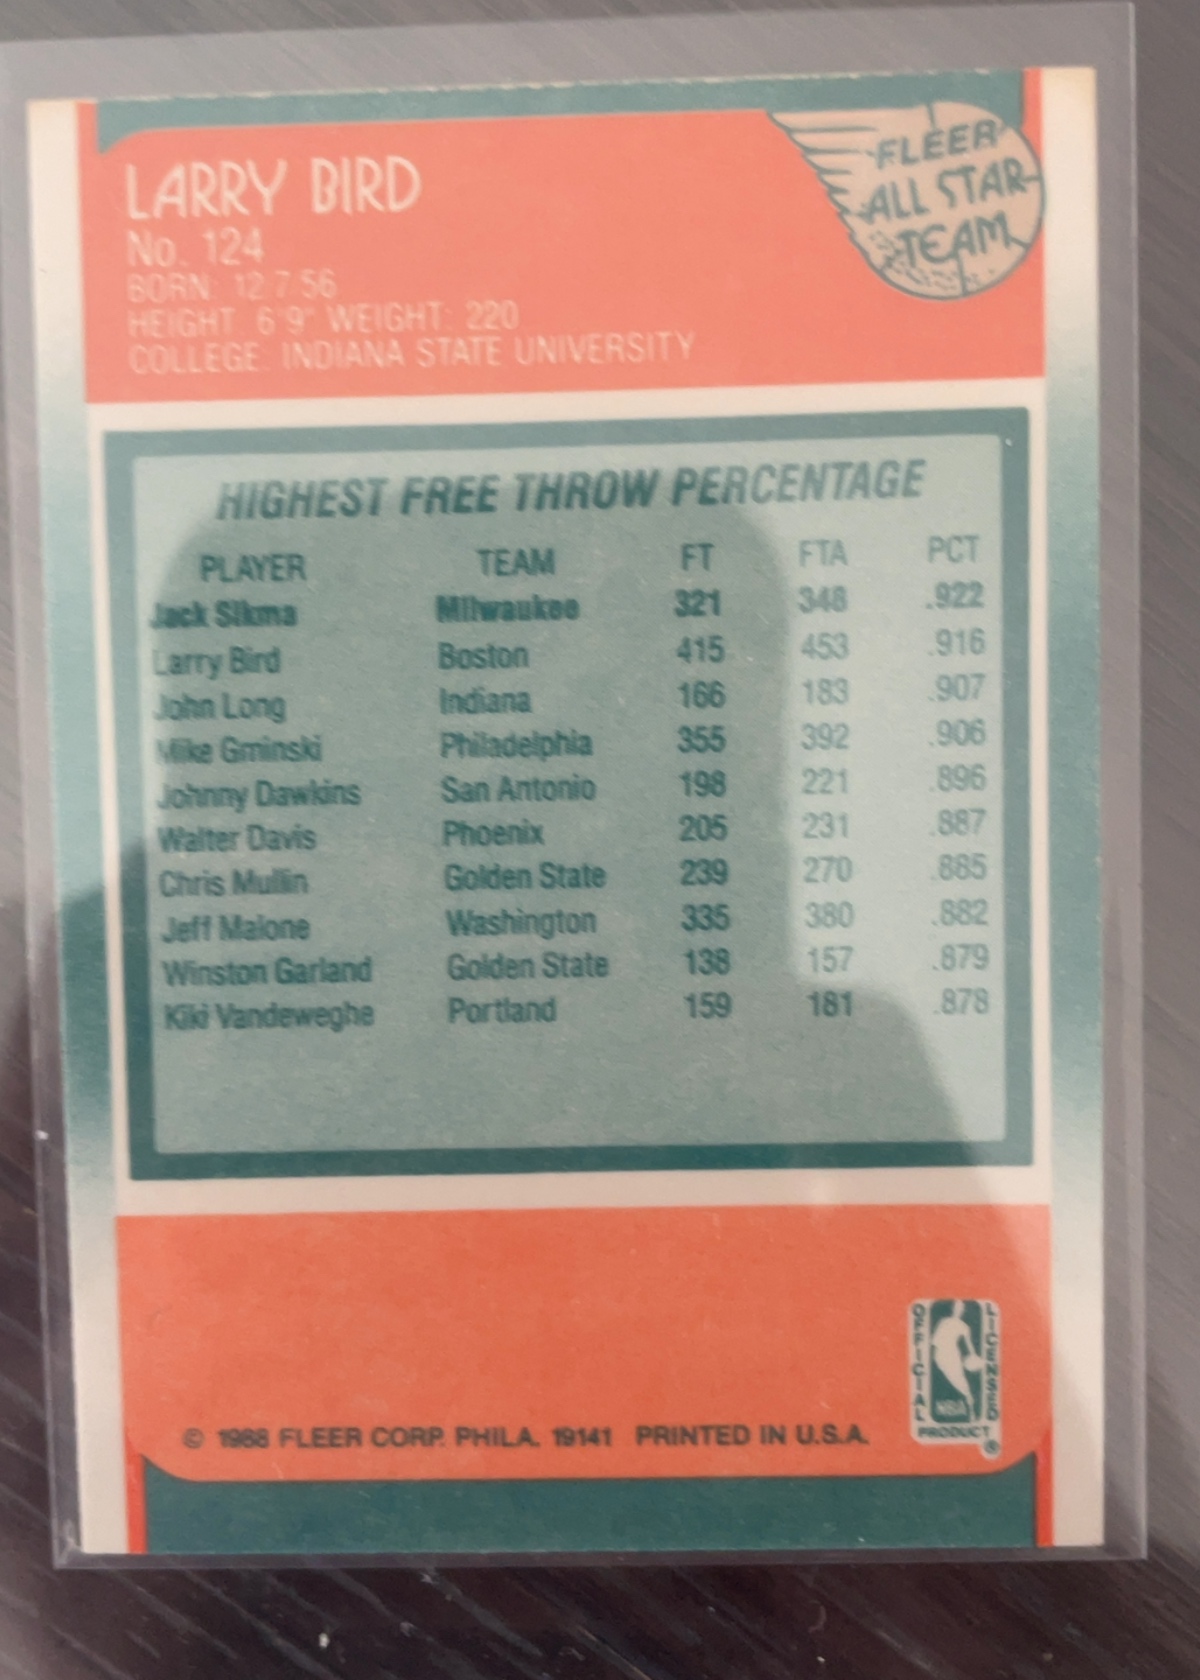 LARRY BIRD
No. 124
BORN: 12 7 56
HEIGHT: 6'9" WEIGHT: 220
COLLEGE: INDIANA STATE UNIVERSITY
FLEER
ALL STAR
TEAM
HIGHEST FREE THROW PERCENTAGE
PLAYER TEAM FT FTA PCT
Jack Sikma Milwaukee 321 348 .922
Larry Bird Boston 415 453 .916
John Long Indiana 166 183 .907
Mike Gminski Philadelphia 355 392 .906
Johnny Dawkins San Antonio 198 221 .896
Walter Davis Phoenix 205 231 .887
Chris Mullin Golden State 239 270 .885
Jeff Malone Washington 335 380 .882
Winston Garland Golden State 138 157 .879
Kiki Vandeweghe Portland 159 181 .878
© 1988 FLEER CORP. PHILA. 19141 PRINTED IN U.S.A.
OFFICIAL
NBA
LICENSED
PRODUCT
®